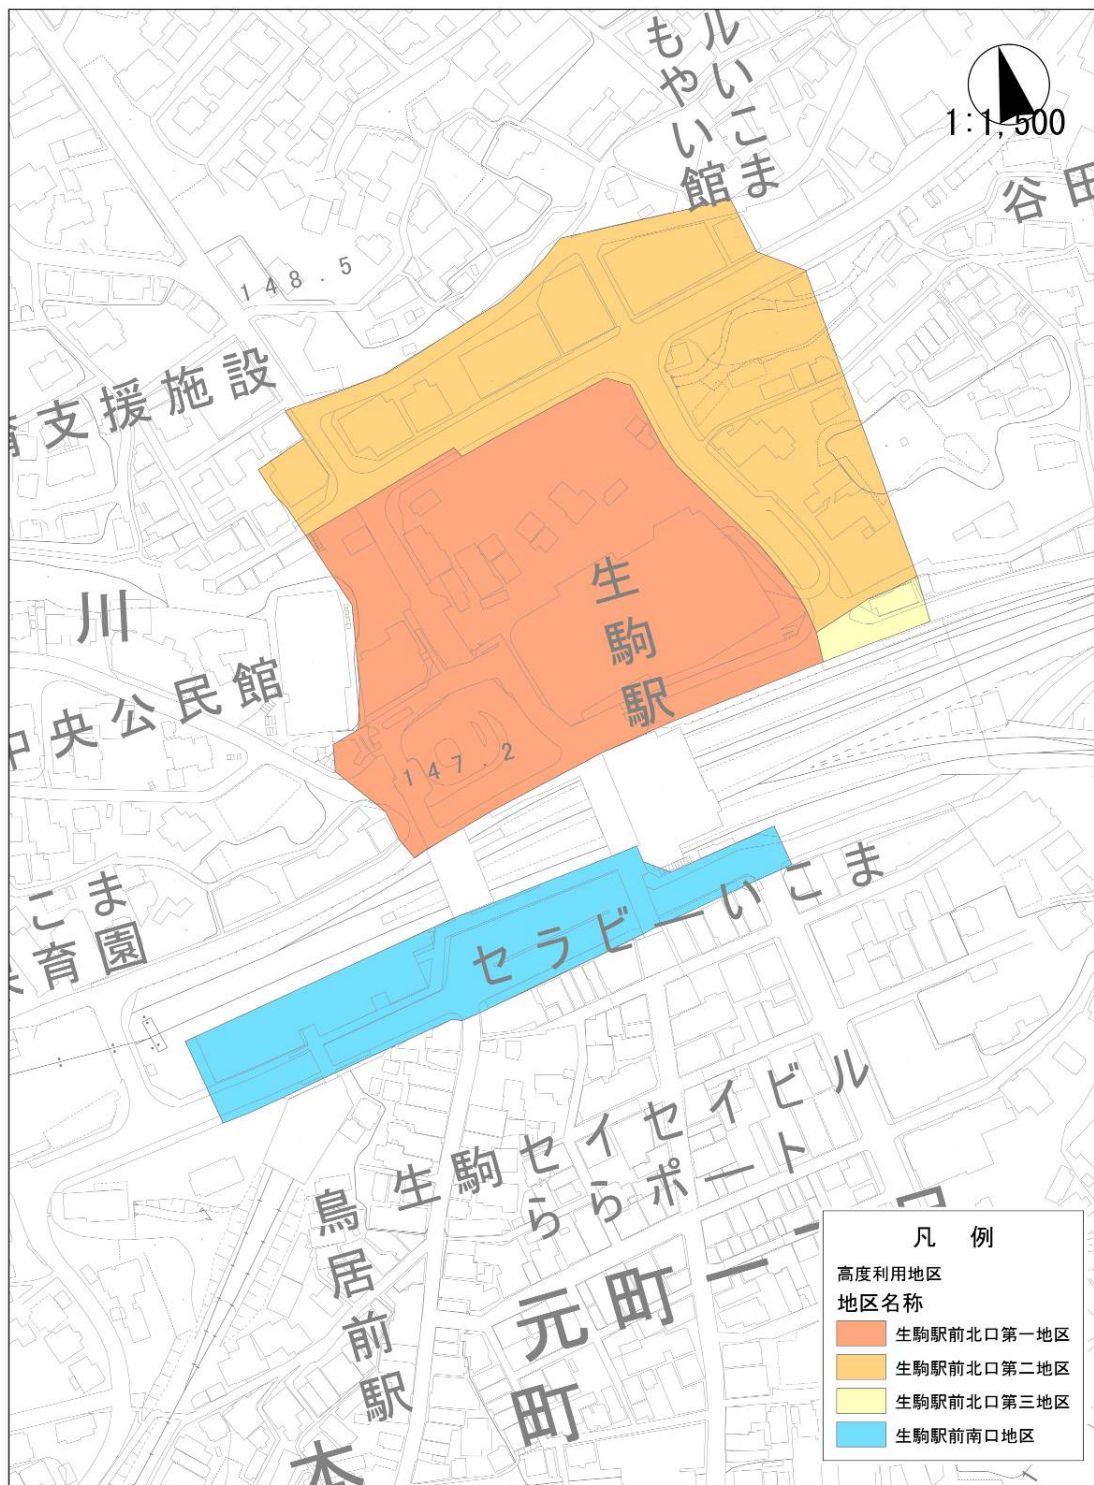 ルいこま
もやい館
1:1,500
谷田
148.5
支援施設
川
中央公民館
生駒駅
147.2
こま
保育園
セラビーいこま
生駒セイセイビル
ららポート
鳥居前駅
元町一丁目
本町
凡 例
高度利用地区
地区名称
生駒駅前北口第一地区
生駒駅前北口第二地区
生駒駅前北口第三地区
生駒駅前南口地区